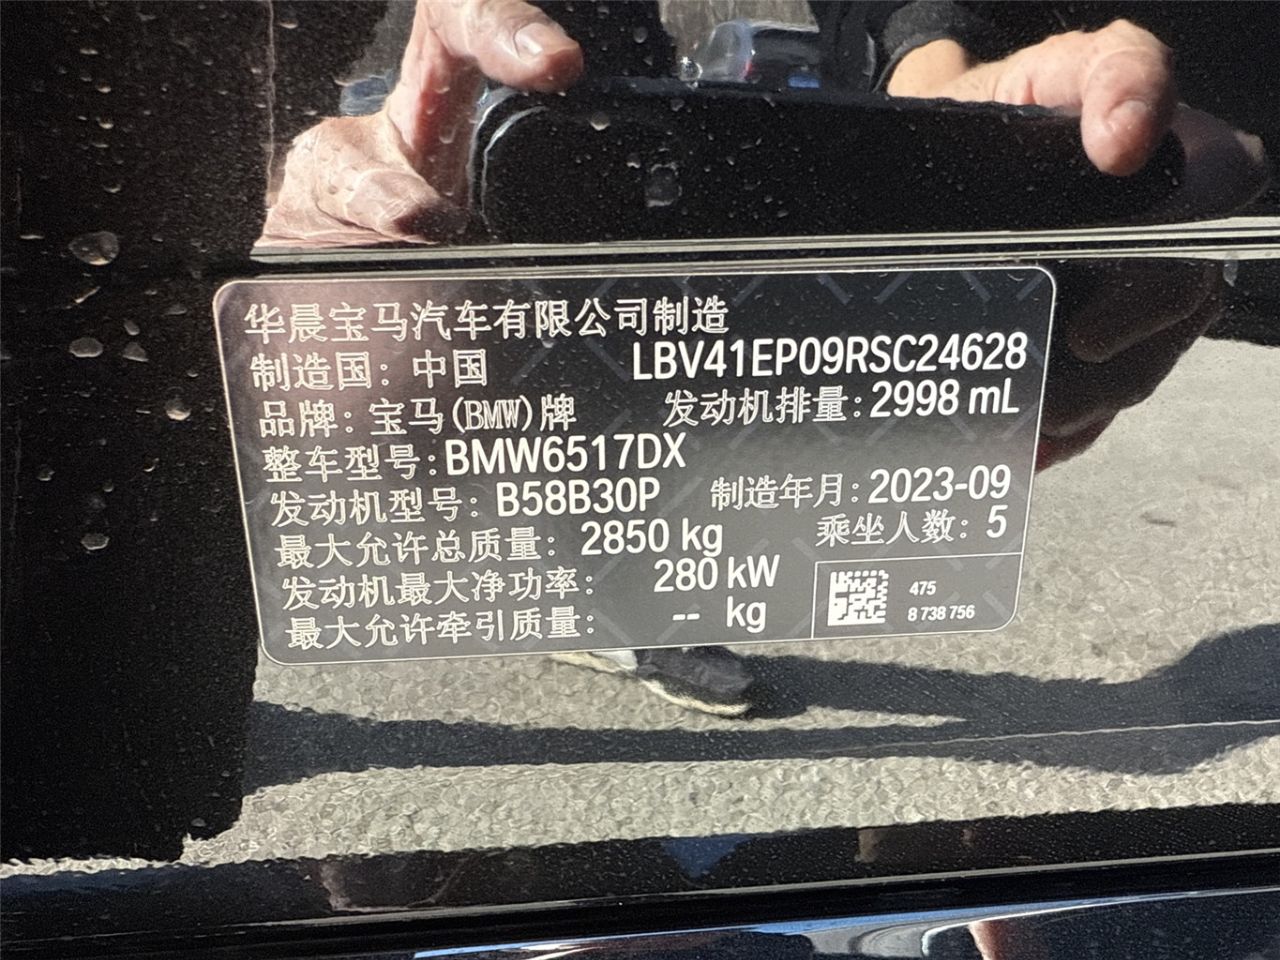 华晨宝马汽车有限公司制造
制造国：中国 LBV41EP09RSC24628
品牌：宝马(BMW)牌 发动机排量：2998 mL
整车型号：BMW6517DX
发动机型号：B58B30P 制造年月：2023-09
最大允许总质量：2850 kg 乘坐人数：5
发动机最大净功率：280 kW
最大允许牵引质量：-- kg
475
8 738 756